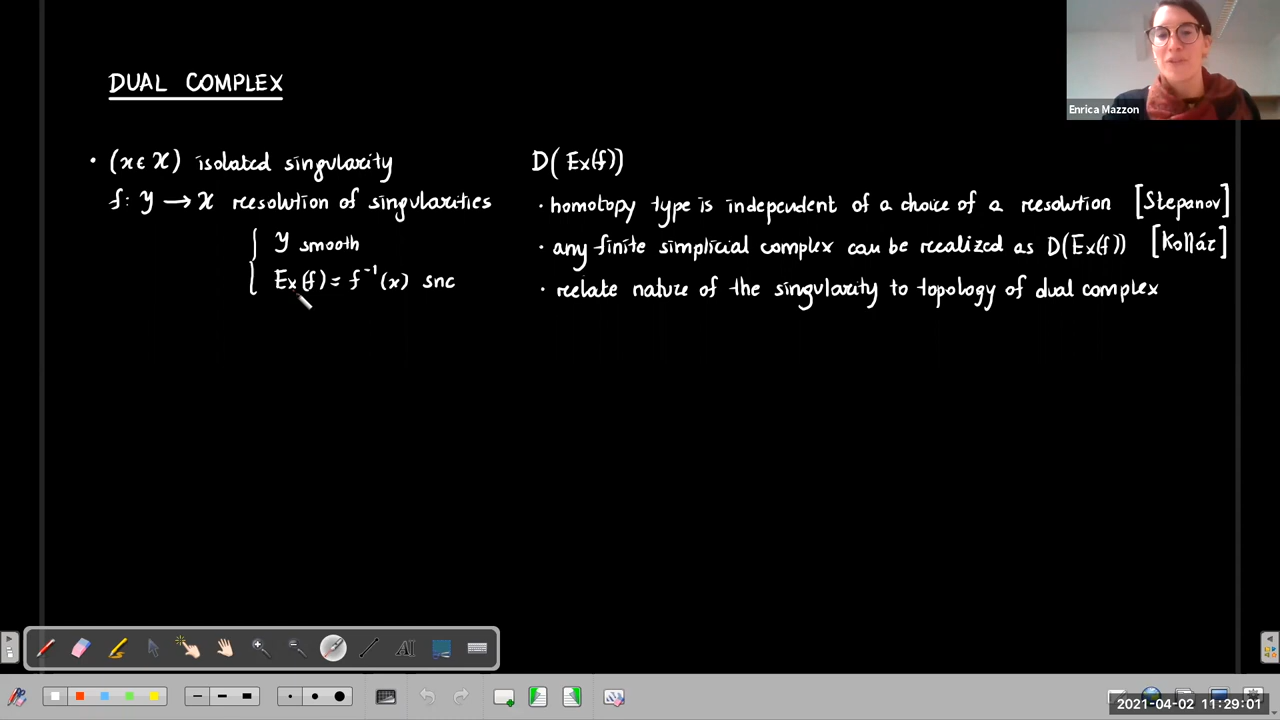 DUAL COMPLEX
Enrica Mazzon
• (x ∈ X) isolated singularity
f: Y → X resolution of singularities
Y smooth
Ex(f) = f⁻¹(x) snc
D(Ex(f))
• homotopy type is independent of a choice of a resolution [Stepanov]
• any finite simplicial complex can be realized as D(Ex(f)) [Kollár]
• relate nature of the singularity to topology of dual complex
AI
2021-04-02 11:29:01